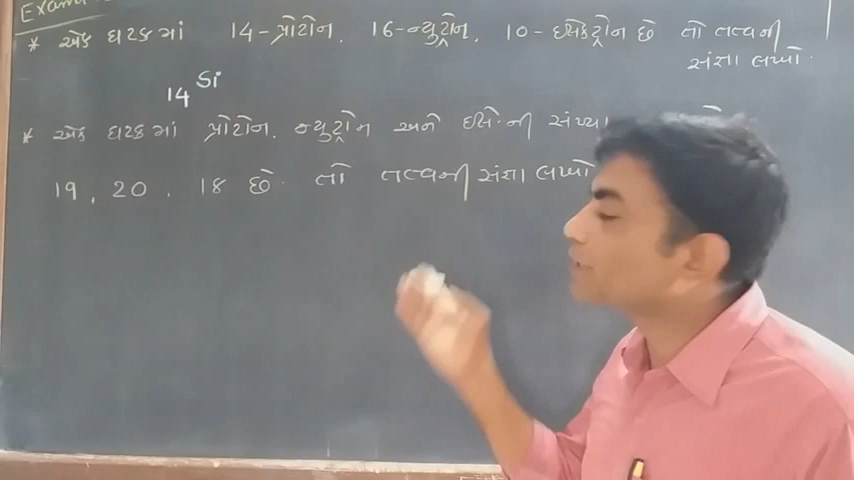 Exam
* એક ઘટકમાં 14-પ્રોટોન, 16-ન્યુટ્રોન, 10-ઇલેક્ટ્રોન છે તો તત્વની
સંજ્ઞા લખો.
14 Si
* એક ઘટકમાં પ્રોટોન, ન્યુટ્રોન અને ઇલે.ની સંખ્યા
19, 20, 18 છે. તો તત્વની સંજ્ઞા લખો